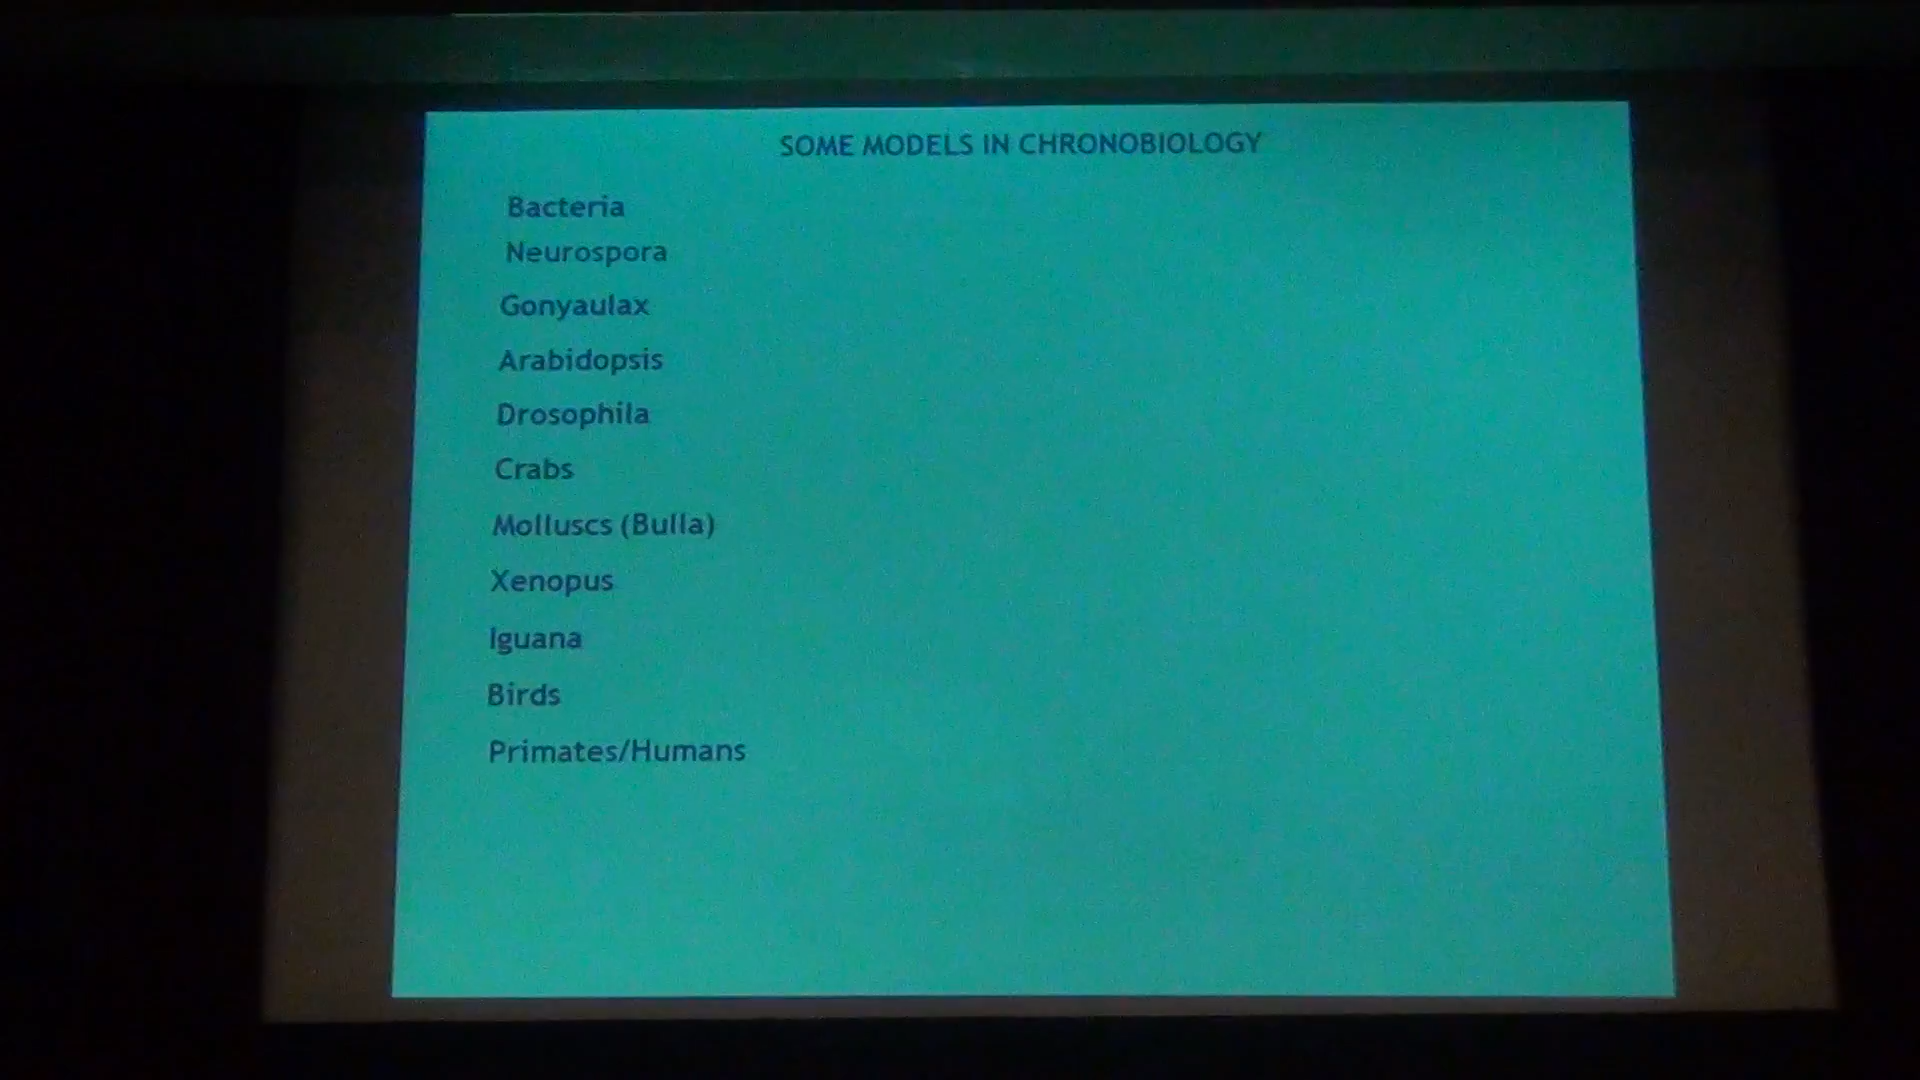 SOME MODELS IN CHRONOBIOLOGY
Bacteria
Neurospora
Gonyaulax
Arabidopsis
Drosophila
Crabs
Molluscs (Bulla)
Xenopus
Iguana
Birds
Primates/Humans